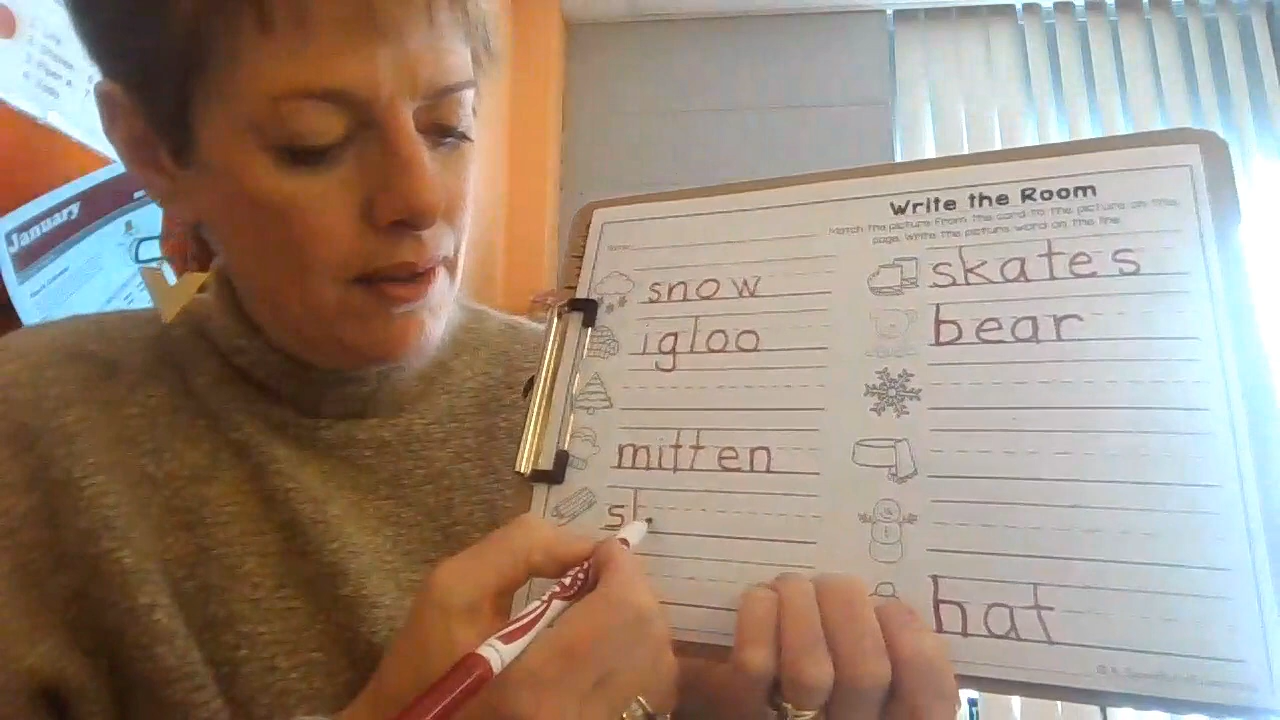 January
Write the Room
Match the picture from the card to the picture on this
page. Write the picture word on the line.
Name:
snow
igloo
mitten
sk
skates
bear
hat